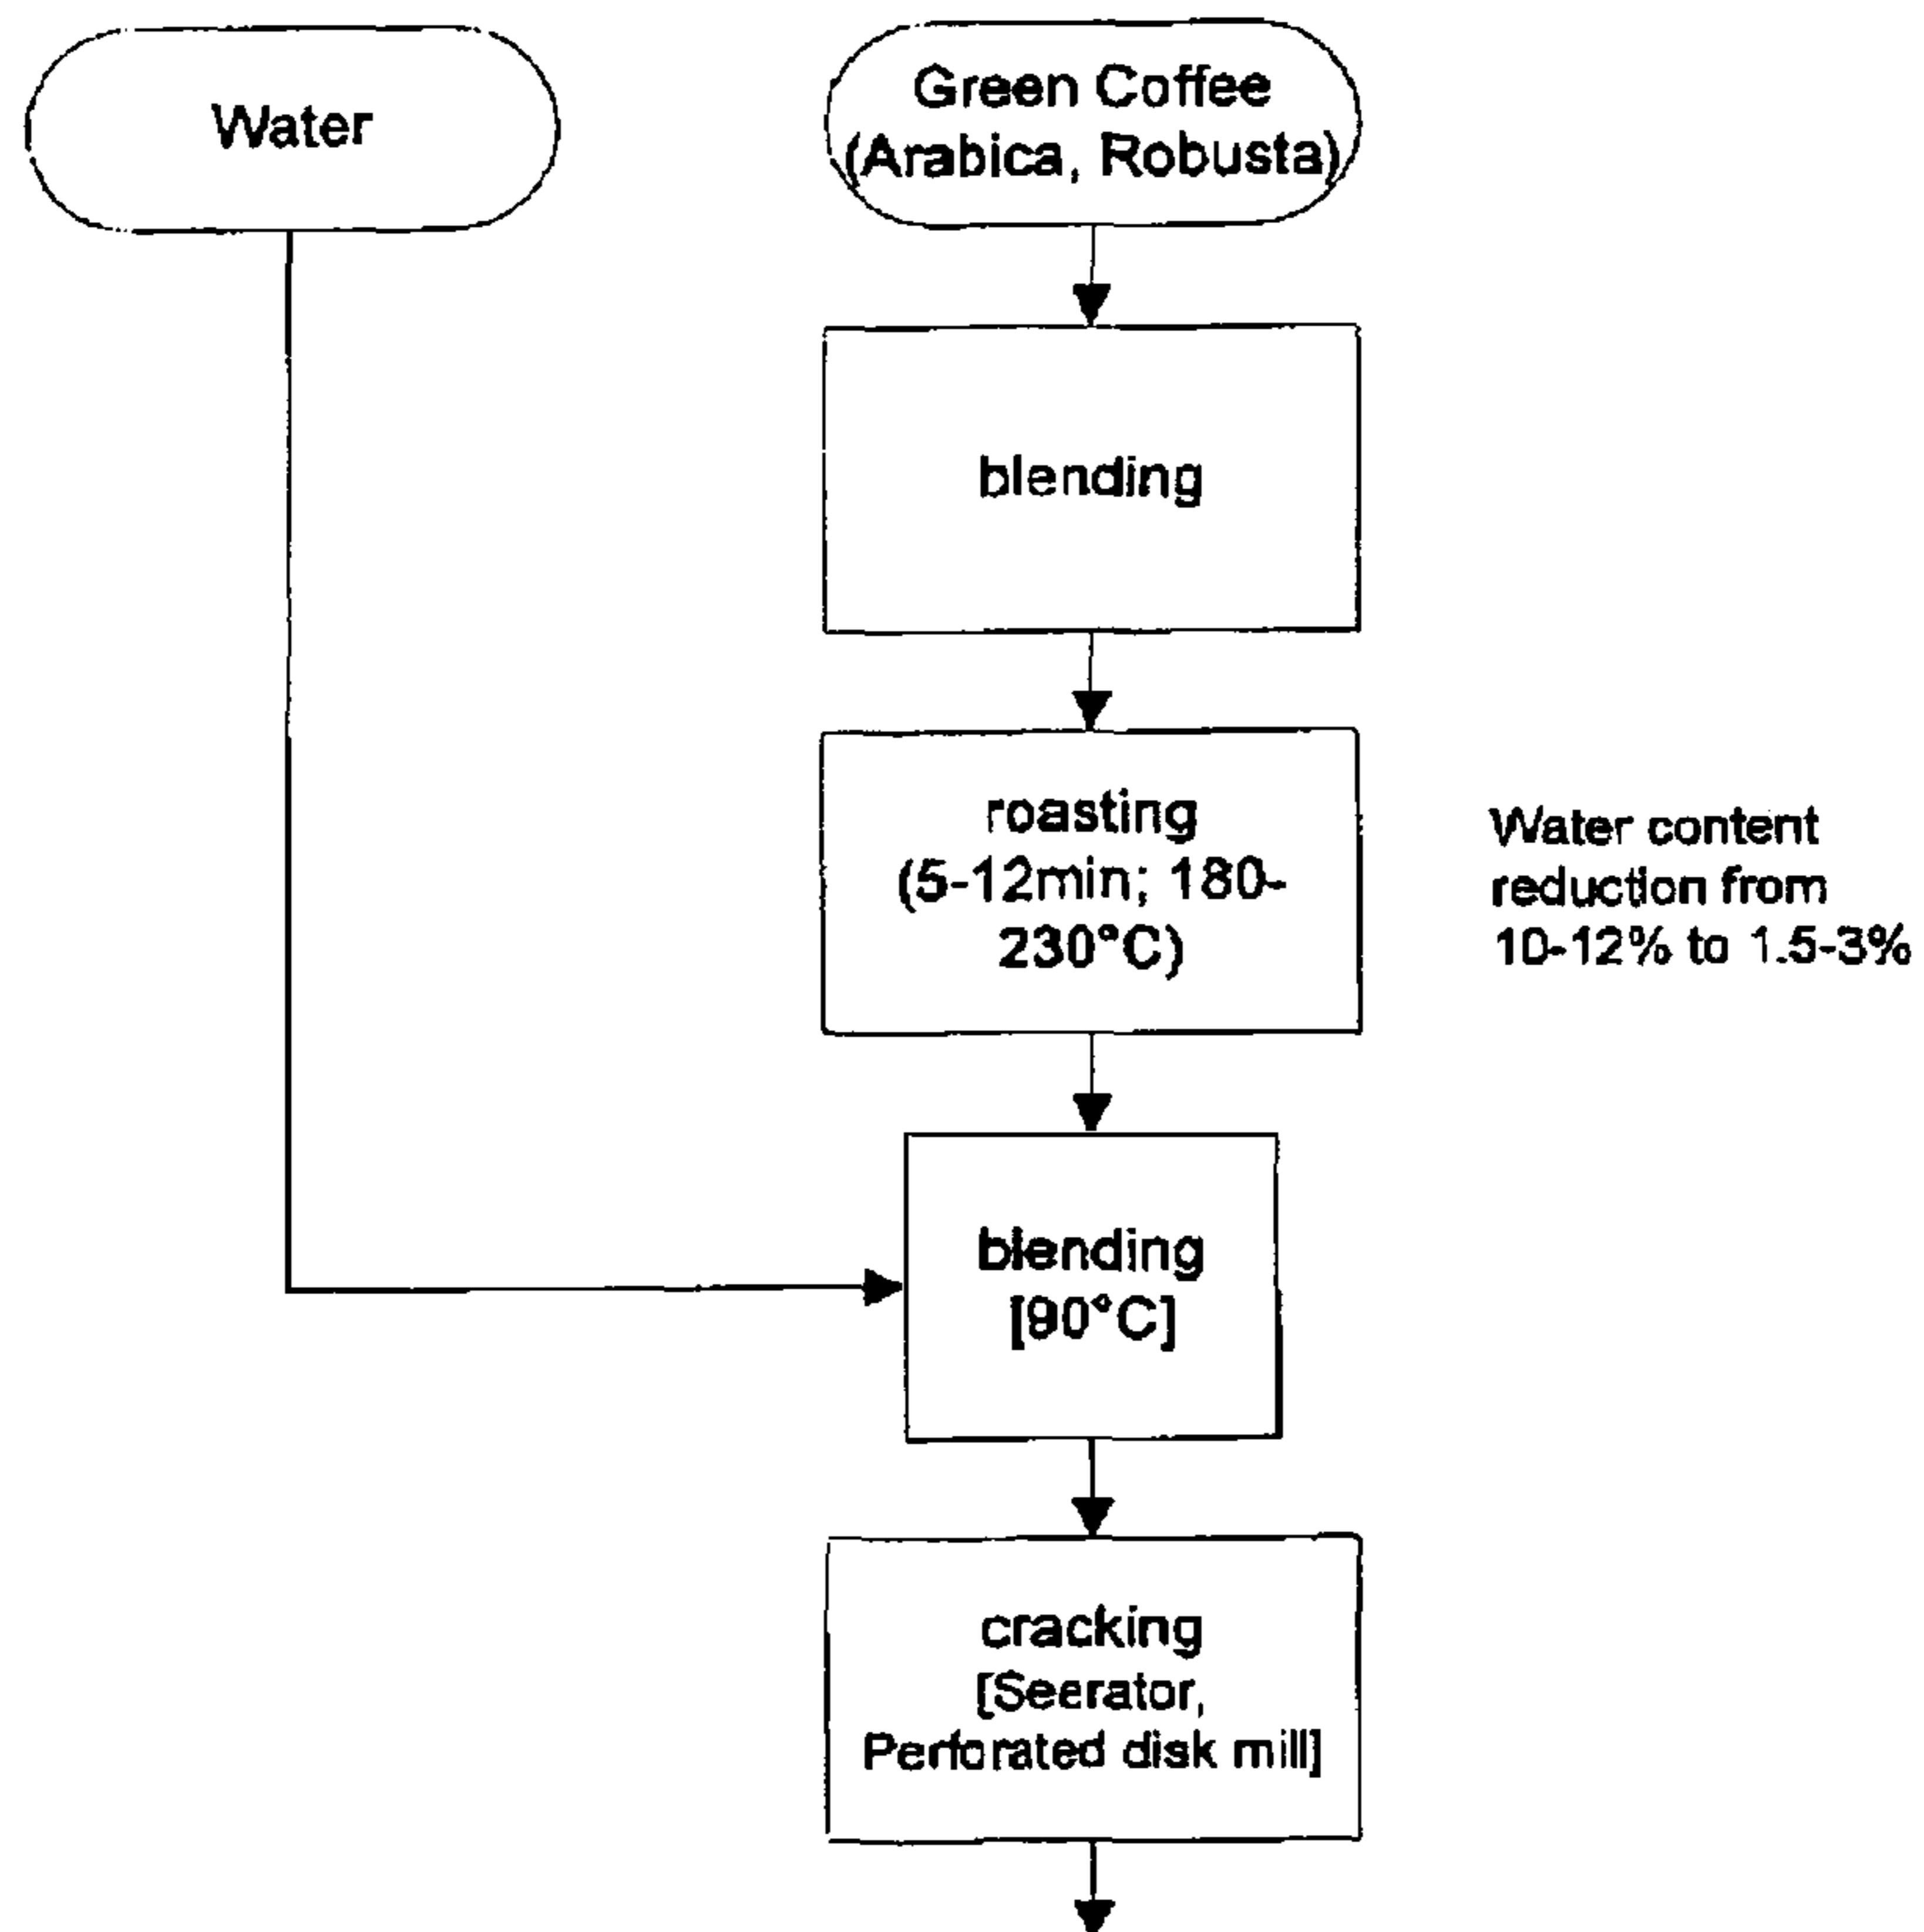 Water
Green Coffee
(Arabica, Robusta)
blending
roasting
(5-12min; 180-
230°C)
Water content
reduction from
10-12% to 1.5-3%
blending
[90°C]
cracking
[Seerator,
Perforated disk mill]